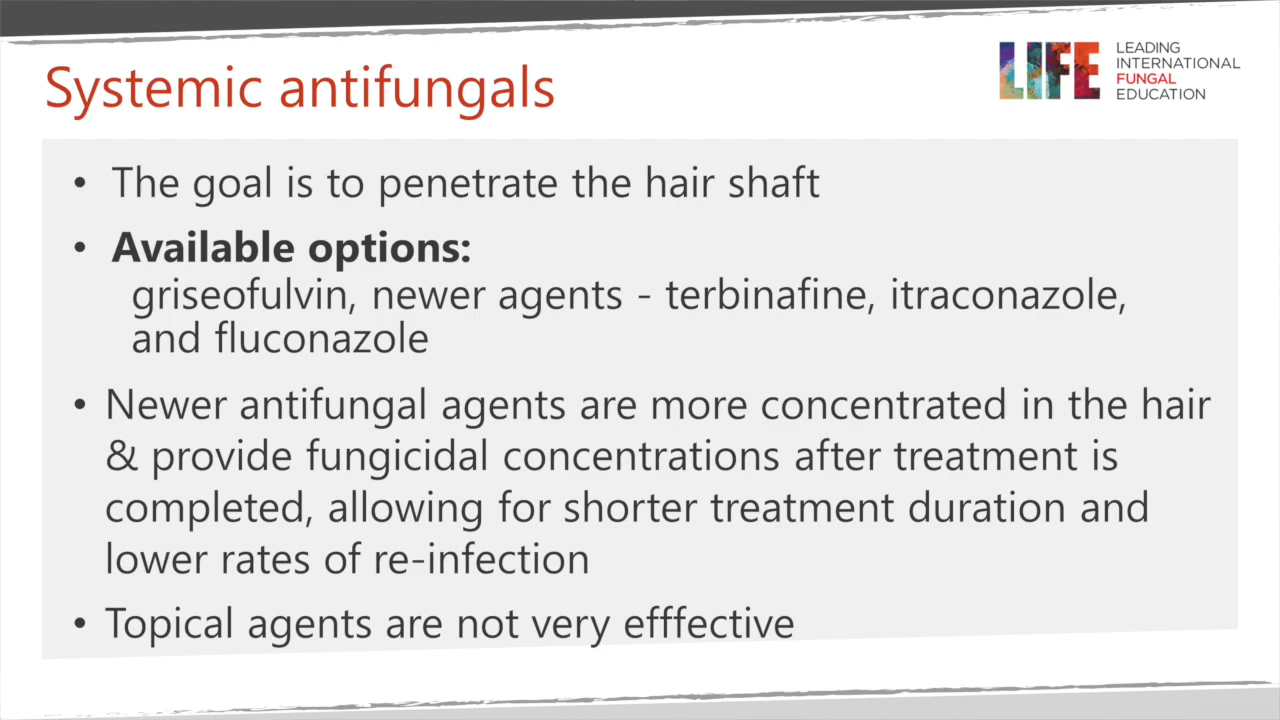 Systemic antifungals
LIFE
LEADING
INTERNATIONAL
FUNGAL
EDUCATION
• The goal is to penetrate the hair shaft
• Available options:
griseofulvin, newer agents - terbinafine, itraconazole,
and fluconazole
• Newer antifungal agents are more concentrated in the hair
& provide fungicidal concentrations after treatment is
completed, allowing for shorter treatment duration and
lower rates of re-infection
• Topical agents are not very efffective